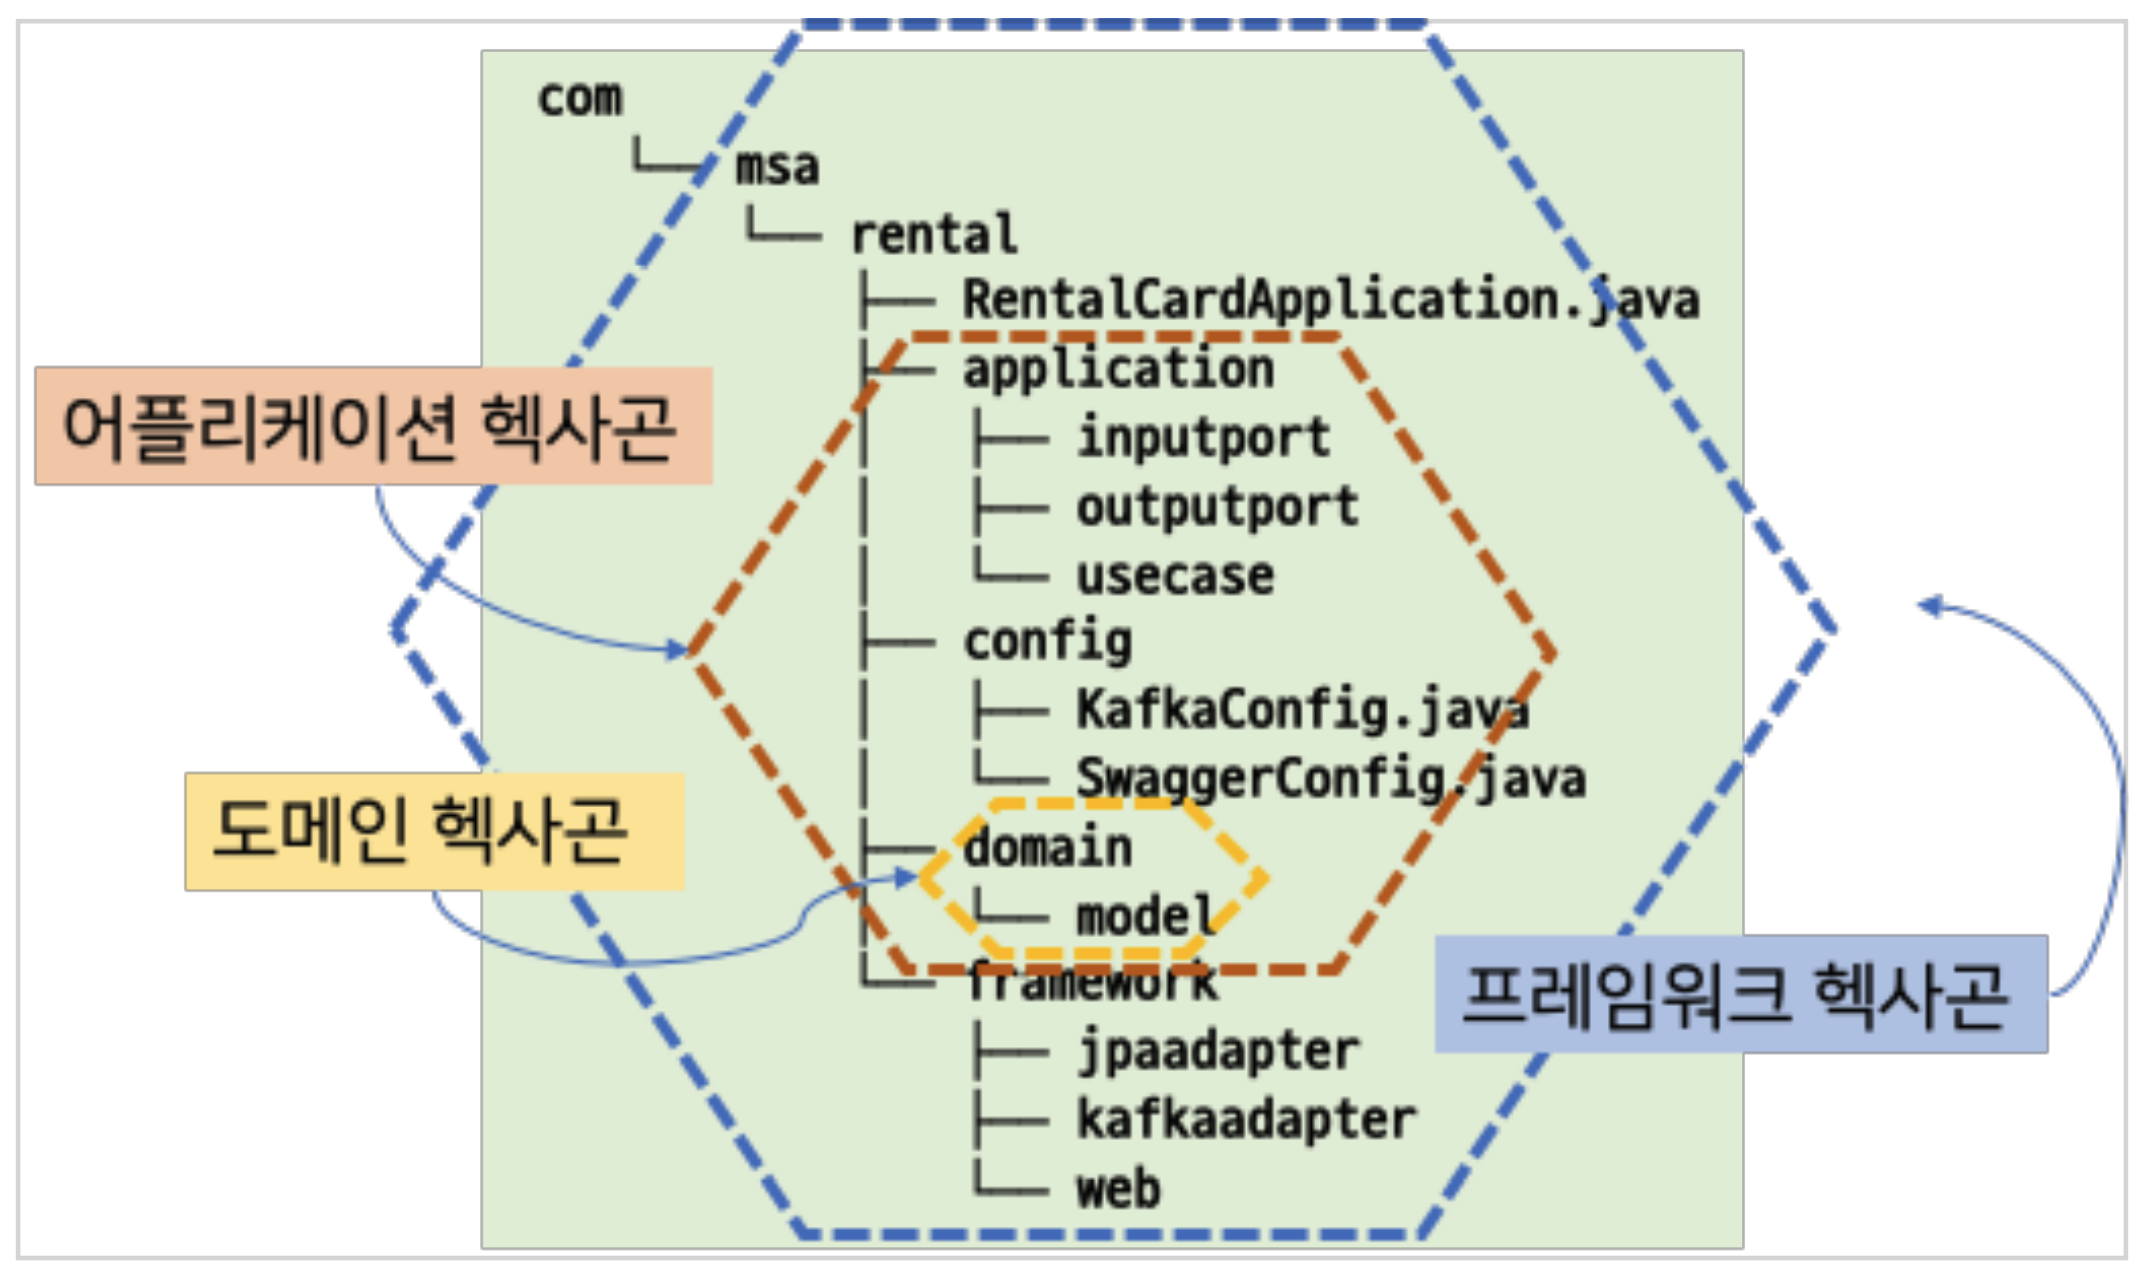 com
└── msa
└── rental
├── RentalCardApplication.java
├── application
│ ├── inputport
│ ├── outputport
│ └── usecase
├── config
│ ├── KafkaConfig.java
│ └── SwaggerConfig.java
├── domain
│ └── model
└── framework
├── jpaadapter
├── kafkaadapter
└── web
어플리케이션 헥사곤
도메인 헥사곤
프레임워크 헥사곤